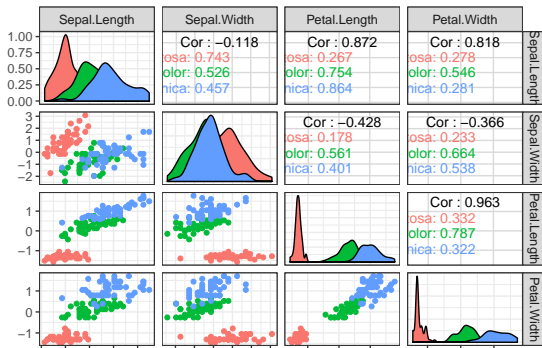 Sepal.Length Sepal.Width Petal.Length Petal.Width
1.00
0.75
0.50
0.25
0.00
Cor : −0.118
osa: 0.743
olor: 0.526
nica: 0.457
Cor : 0.872
osa: 0.267
olor: 0.754
nica: 0.864
Cor : 0.818
osa: 0.278
olor: 0.546
nica: 0.281
Sepal.Length
3
2
1
0
−1
−2
Cor : −0.428
osa: 0.178
olor: 0.561
nica: 0.401
Cor : −0.366
osa: 0.233
olor: 0.664
nica: 0.538
Sepal.Width
1
0
−1
Cor : 0.963
osa: 0.332
olor: 0.787
nica: 0.322
Petal.Length
1
0
−1
Petal.Width